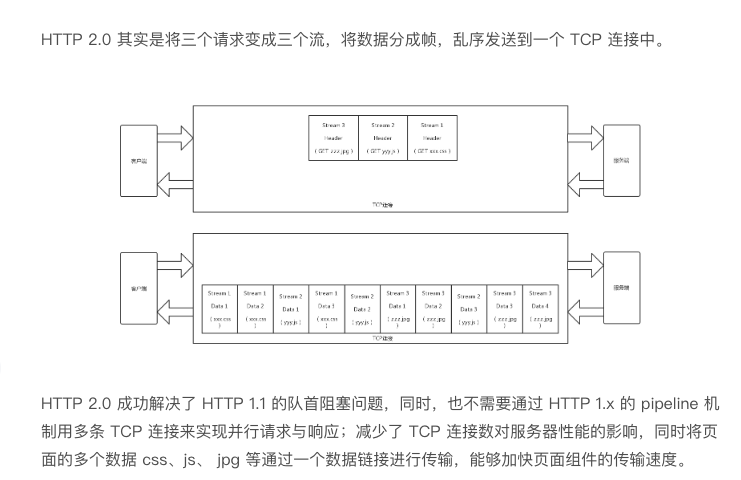 HTTP 2.0 其实是将三个请求变成三个流，将数据分成帧，乱序发送到一个 TCP 连接中。
Stream 3 Stream 2 Stream 1
Header Header Header
( GET zzz.jpg ) ( GET yyy.js ) ( GET xxx.css )
客户端
服务端
TCP连接
Stream 1 Stream 1 Stream 2 Stream 1 Stream 2 Stream 3 Stream 3 Stream 2 Stream 3 Stream 3
Data 1 Data 2 Data 1 Data 3 Data 2 Data 1 Data 2 Data 3 Data 3 Data 4
( xxx.css ) ( xxx.css ) ( yyy.js ) ( xxx.css ) ( yyy.js ) ( zzz.jpg ) ( zzz.jpg ) ( yyy.js ) ( zzz.jpg ) ( zzz.jpg )
客户端
服务端
TCP连接
HTTP 2.0 成功解决了 HTTP 1.1 的队首阻塞问题，同时，也不需要通过 HTTP 1.x 的 pipeline 机
制用多条 TCP 连接来实现并行请求与响应；减少了 TCP 连接数对服务器性能的影响，同时将页
面的多个数据 css、js、 jpg 等通过一个数据链接进行传输，能够加快页面组件的传输速度。